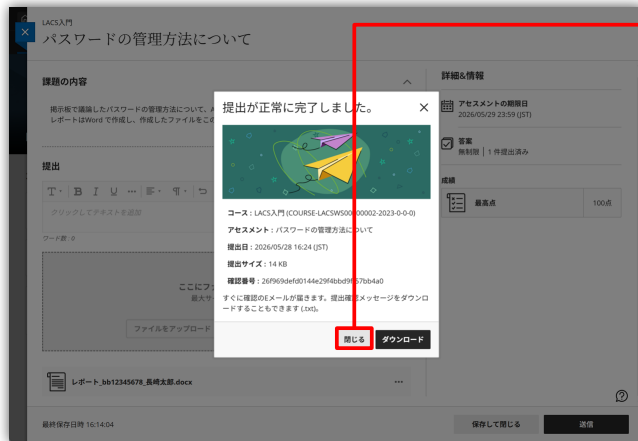 LACS入門
パスワードの管理方法について
課題の内容
掲示板で議論したパスワードの管理方法について、
レポートはWord で作成し、作成したファイルをこの
提出
クリックしてテキストを追加
ワード数: 0
ここにフ
最大サ
ファイルをアップロード
レポート_bb12345678_長崎太郎.docx
最終保存日時 16:14:04
提出が正常に完了しました。
コース : LACS入門 (COURSE-LACSWS00000002-2023-0-0-0)
アセスメント : パスワードの管理方法について
提出日 : 2026/05/28 16:24 (JST)
提出サイズ : 14 KB
確認番号 :
すぐに確認のEメールが届きます。提出確認メッセージをダウンロ
ードすることもできます (.txt)。
閉じる
ダウンロード
詳細&情報
アセスメントの期限日
2026/05/29 23:59 (JST)
答案
無制限 | 1 件提出済み
成績
最高点
100点
保存して閉じる
送信